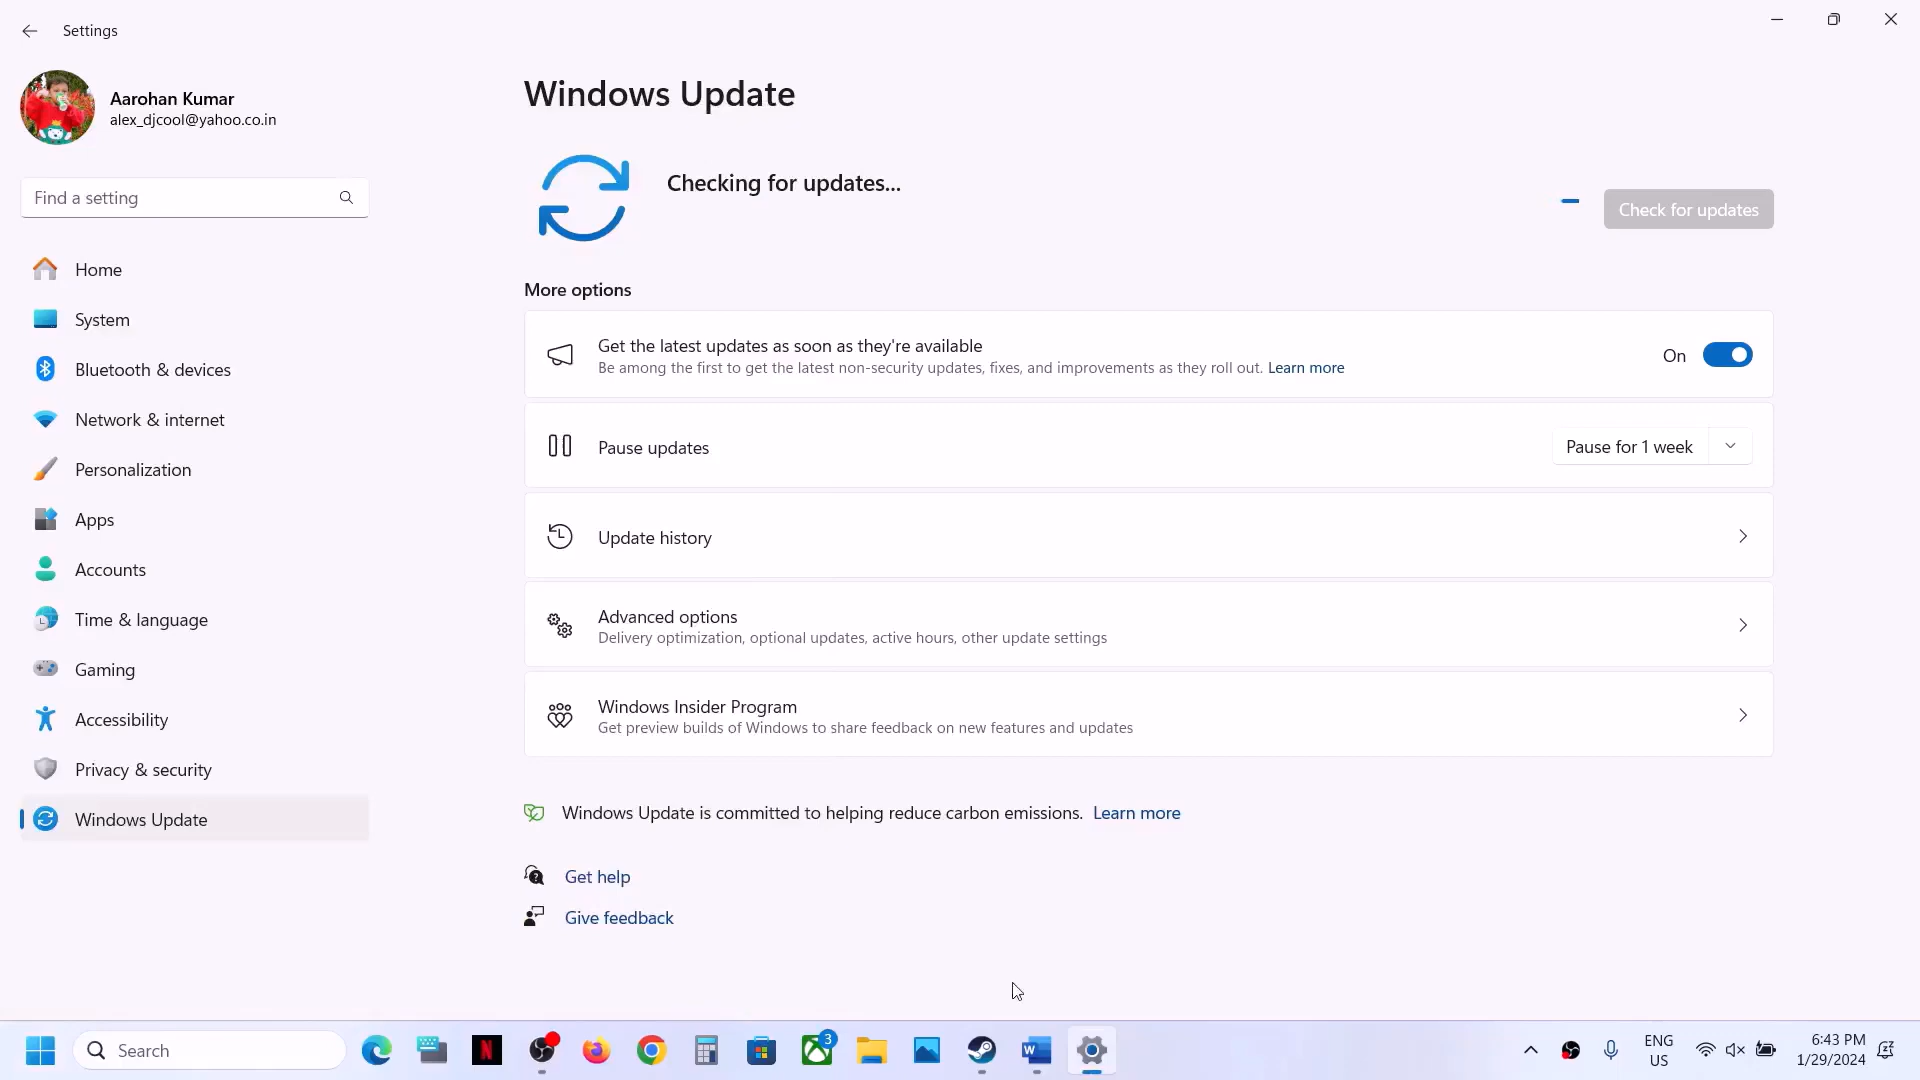 Settings
Aarohan Kumar
alex_djcool@yahoo.co.in
Find a setting
Home
System
Bluetooth & devices
Network & internet
Personalization
Apps
Accounts
Time & language
Gaming
Accessibility
Privacy & security
Windows Update
Windows Update
Checking for updates...
Check for updates
More options
Get the latest updates as soon as they're available
Be among the first to get the latest non-security updates, fixes, and improvements as they roll out. Learn more
On
Pause updates
Pause for 1 week
Update history
Advanced options
Delivery optimization, optional updates, active hours, other update settings
Windows Insider Program
Get preview builds of Windows to share feedback on new features and updates
Windows Update is committed to helping reduce carbon emissions. Learn more
Get help
Give feedback
Search
N
3
W
ENG
US
6:43 PM
1/29/2024